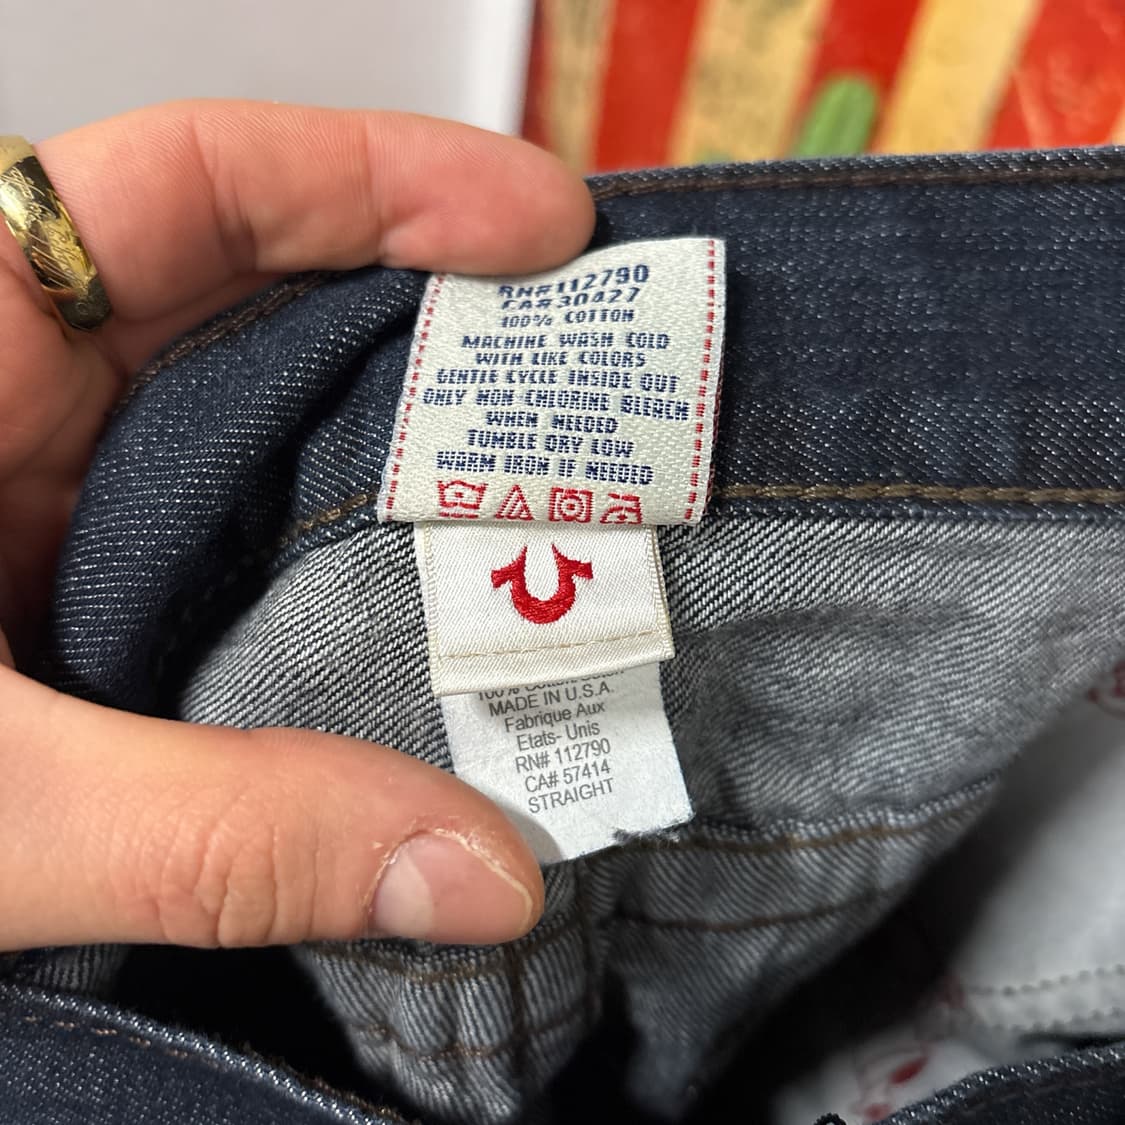 RN#112790
CA#30427
100% COTTON
MACHINE WASH COLD
WITH LIKE COLORS
GENTLE CYCLE INSIDE OUT
ONLY NON CHLORINE BLEACH
WHEN NEEDED
TUMBLE DRY LOW
WARM IRON IF NEEDED
100% Cotton
MADE IN U.S.A.
Fabrique Aux
Etats- Unis
RN# 112790
CA# 57414
STRAIGHT